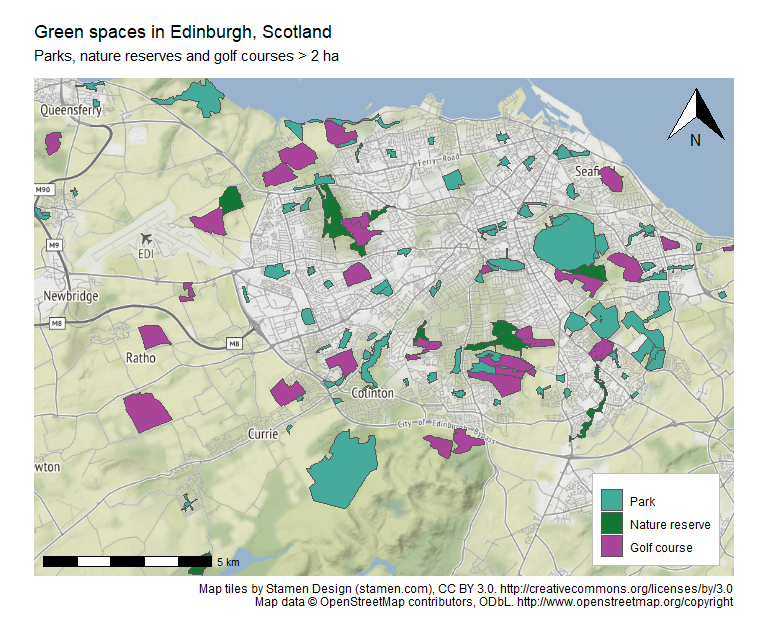 Green spaces in Edinburgh, Scotland
Parks, nature reserves and golf courses > 2 ha
Queensferry
N
Ferry-Road
Seafield
M90
M9
EDI
Newbridge
M8
M8
Ratho
Colinton
City of Edinburgh Bypass
Currie
wton
Park
Nature reserve
Golf course
5 km
Map tiles by Stamen Design (stamen.com), CC BY 3.0. http://creativecommons.org/licenses/by/3.0
Map data © OpenStreetMap contributors, ODbL. http://www.openstreetmap.org/copyright